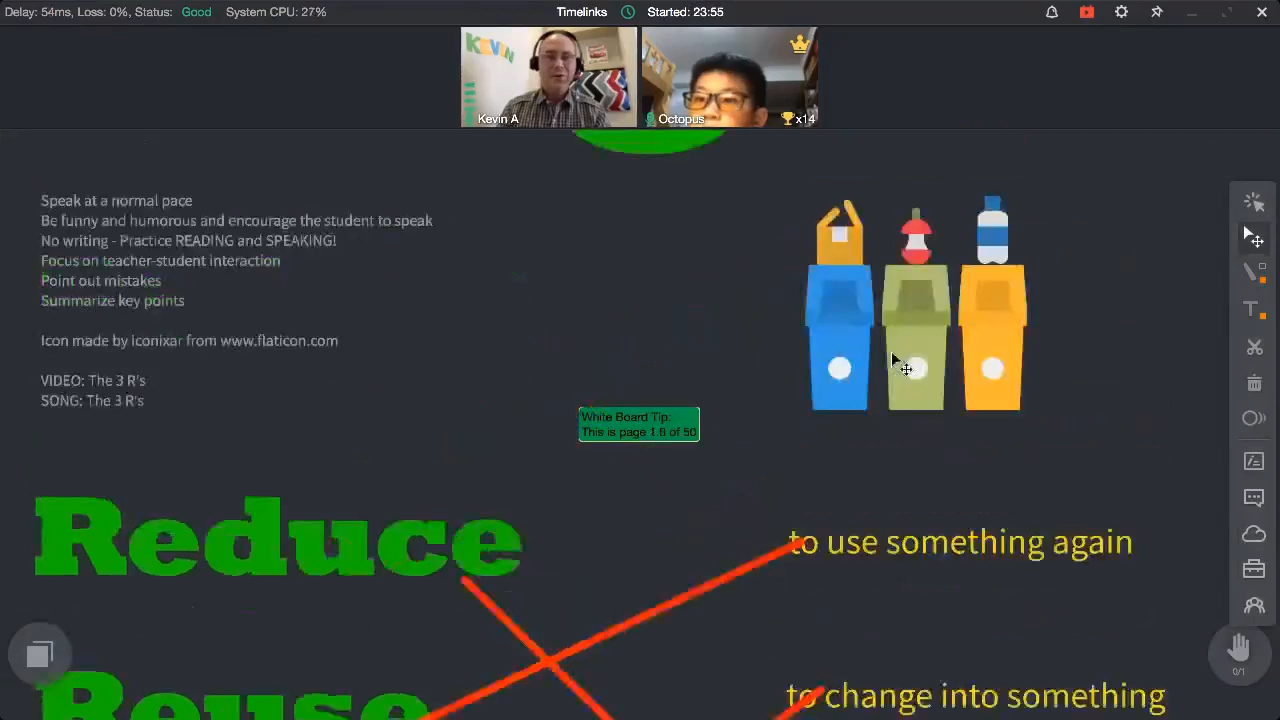 Delay: 54ms, Loss: 0%, Status: Good System CPU: 27% Timelinks Started: 23:55
KEVIN
Kevin A
Octopus
x14
Speak at a normal pace
Be funny and humorous and encourage the student to speak
No writing - Practice READING and SPEAKING!
Focus on teacher-student interaction
Point out mistakes
Summarize key points
Icon made by iconixar from www.flaticon.com
VIDEO: The 3 R's
SONG: The 3 R's
White Board Tip:
This is page 1.8 of 50
Reduce
to use something again
Reuse
to change into something
0/1